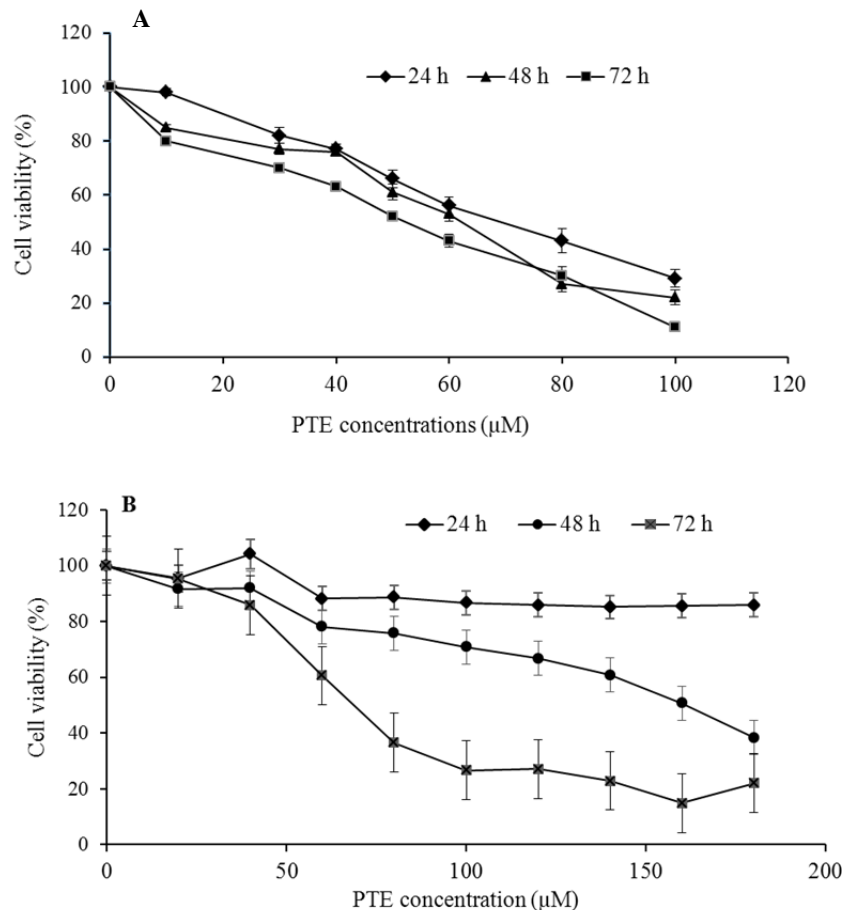 A
120
100
80
60
40
20
0
Cell viability (%)
24 h 48 h 72 h
0 20 40 60 80 100 120
PTE concentrations (µM)
B
120
100
80
60
40
20
0
Cell viability (%)
24 h 48 h 72 h
0 50 100 150 200
PTE concentration (µM)